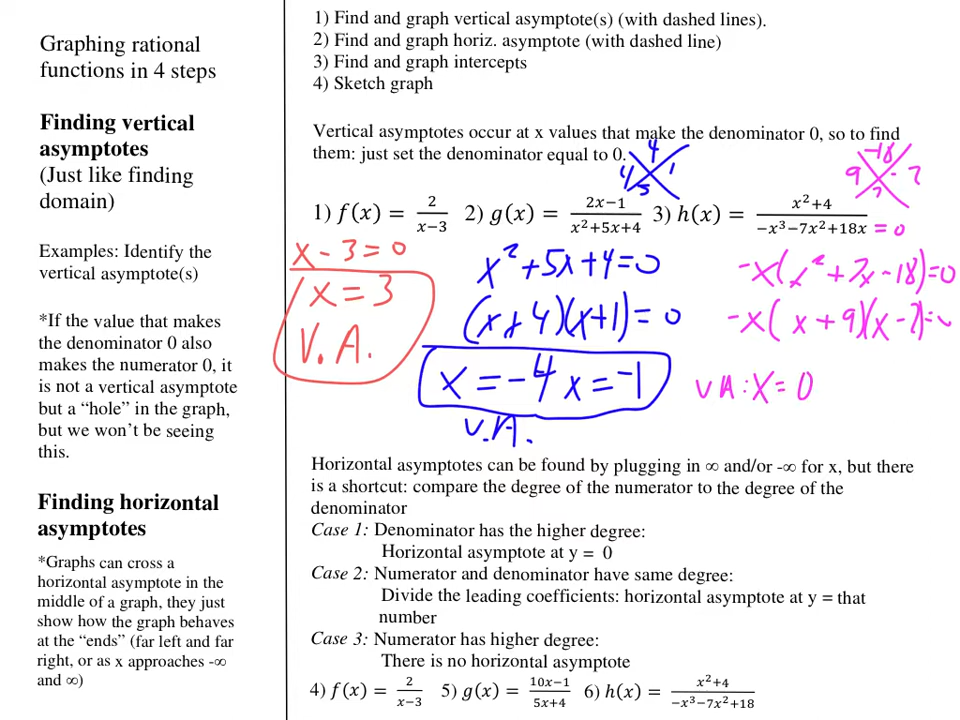 Graphing rational
functions in 4 steps
Finding vertical
asymptotes
(Just like finding
domain)
Examples: Identify the
vertical asymptote(s)
*If the value that makes
the denominator 0 also
makes the numerator 0, it
is not a vertical asymptote
but a “hole” in the graph,
but we won’t be seeing
this.
Finding horizontal
asymptotes
*Graphs can cross a
horizontal asymptote in the
middle of a graph, they just
show how the graph behaves
at the “ends” (far left and far
right, or as x approaches -∞
and ∞)
1) Find and graph vertical asymptote(s) (with dashed lines).
2) Find and graph horiz. asymptote (with dashed line)
3) Find and graph intercepts
4) Sketch graph
Vertical asymptotes occur at x values that make the denominator 0, so to find
them: just set the denominator equal to 0.
4
4 1
5
-18
9 -2
7
1) f(x) = 2/(x−3) 2) g(x) = (2x−1)/(x²+5x+4) 3) h(x) = (x²+4)/(−x³−7x²+18x) = 0
x - 3 = 0
x = 3
V.A.
x² + 5x + 4 = 0
(x + 4)(x + 1) = 0
x = -4 x = -1
V.A.
-x(x² + 7x - 18) = 0
-x(x + 9)(x - 2) = 0
VA: x = 0
Horizontal asymptotes can be found by plugging in ∞ and/or -∞ for x, but there
is a shortcut: compare the degree of the numerator to the degree of the
denominator
Case 1: Denominator has the higher degree:
Horizontal asymptote at y = 0
Case 2: Numerator and denominator have same degree:
Divide the leading coefficients: horizontal asymptote at y = that
number
Case 3: Numerator has higher degree:
There is no horizontal asymptote
4) f(x) = 2/(x−3) 5) g(x) = (10x−1)/(5x+4) 6) h(x) = (x²+4)/(−x³−7x²+18)